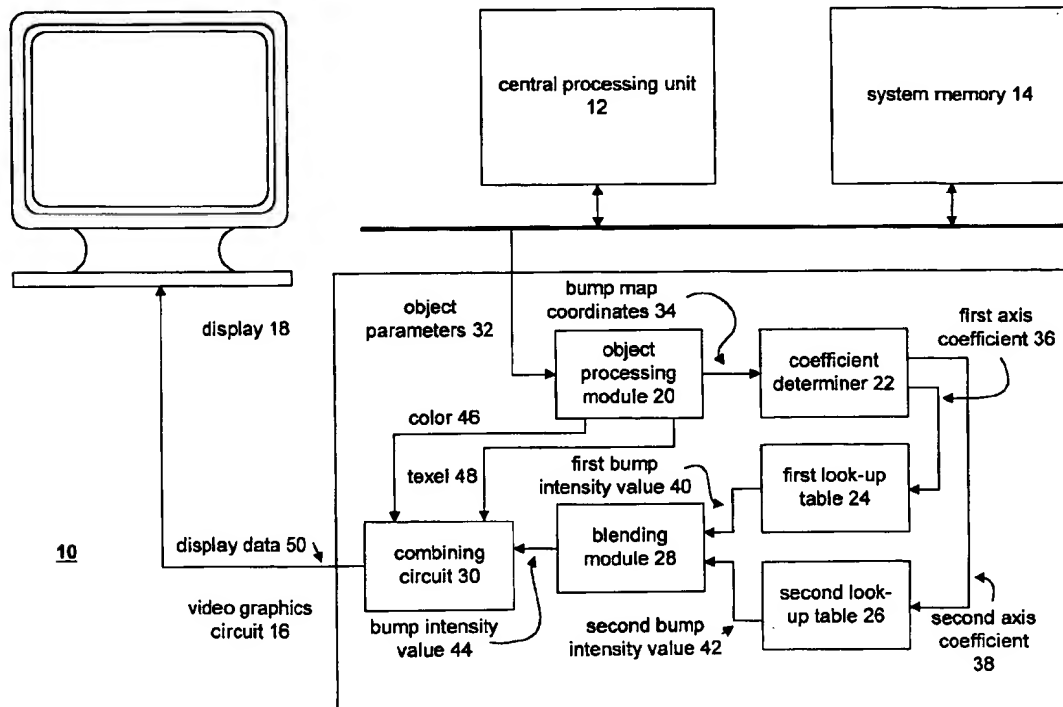 central processing unit
12
system memory 14
display 18
object
parameters 32
bump map
coordinates 34
first axis
coefficient 36
object
processing
module 20
coefficient
determiner 22
color 46
texel 48
first bump
intensity value 40
first look-up
table 24
10
display data 50
combining
circuit 30
blending
module 28
second look-
up table 26
video graphics
circuit 16
bump intensity
value 44
second bump
intensity value 42
second axis
coefficient
38